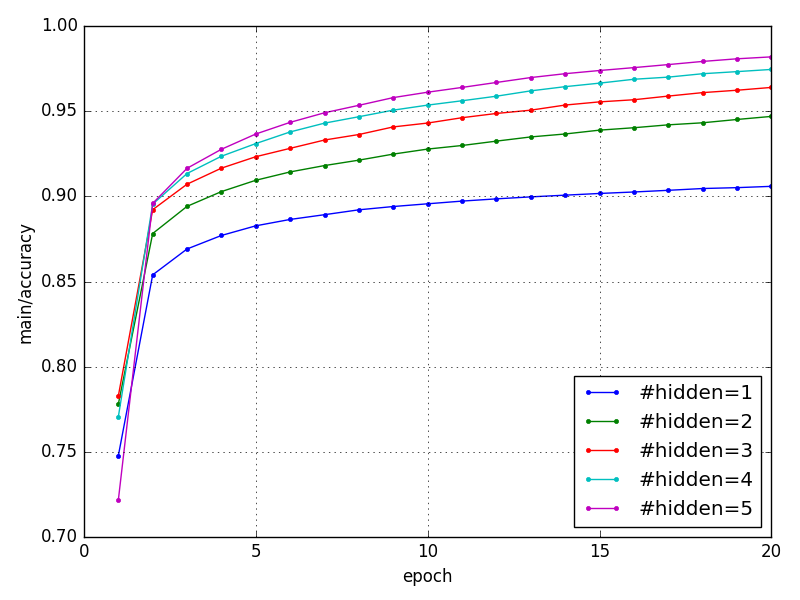 1.00
0.95
0.90
0.85
0.80
0.75
0.70
main/accuracy
0 5 10 15 20
epoch
#hidden=1
#hidden=2
#hidden=3
#hidden=4
#hidden=5